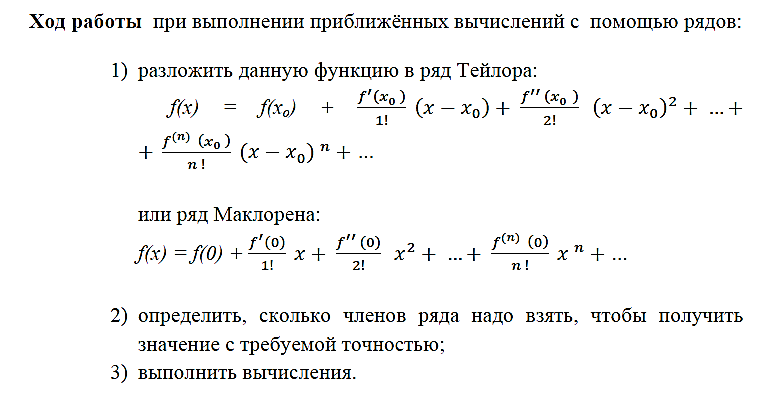 Ход работы при выполнении приближённых вычислений с помощью рядов:
1) разложить данную функцию в ряд Тейлора:
f(x) = f(x₀) + f′(x₀)/1! (x − x₀) + f′′(x₀)/2! (x − x₀)² + … +
+ f⁽ⁿ⁾(x₀)/n! (x − x₀)ⁿ + …
или ряд Маклорена:
f(x) = f(0) + f′(0)/1! x + f′′(0)/2! x² + … + f⁽ⁿ⁾(0)/n! xⁿ + …
2) определить, сколько членов ряда надо взять, чтобы получить
значение с требуемой точностью;
3) выполнить вычисления.